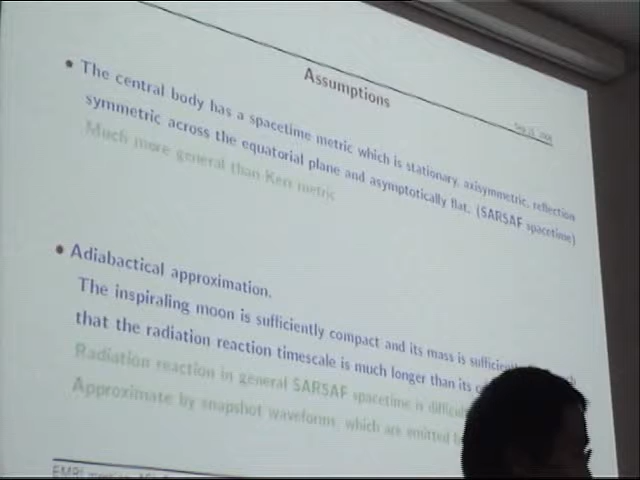 Assumptions
• The central body has a spacetime metric which is stationary, axisymmetric, reflection
symmetric across the equatorial plane and asymptotically flat. (SARSAF spacetime)
Much more general than Kerr metric
• Adiabactical approximation.
The inspiraling moon is sufficiently compact and its mass is
that the radiation reaction timescale is much longer than its
Radiation reaction in general SARSAF spacetime is
Approximate by snapshot waveforms, which are emitted